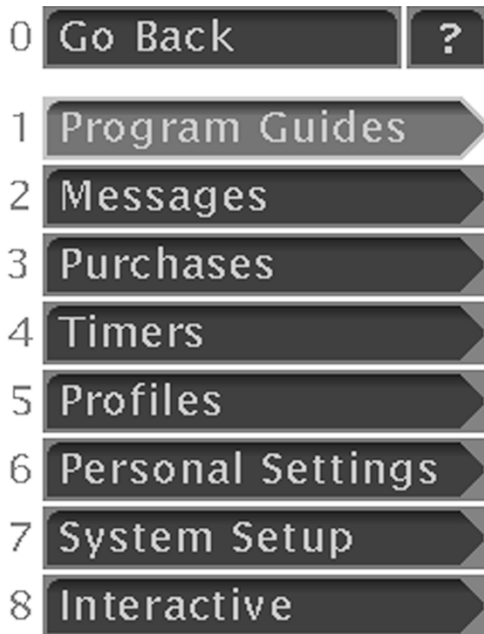 0 Go Back ?
1 Program Guides
2 Messages
3 Purchases
4 Timers
5 Profiles
6 Personal Settings
7 System Setup
8 Interactive